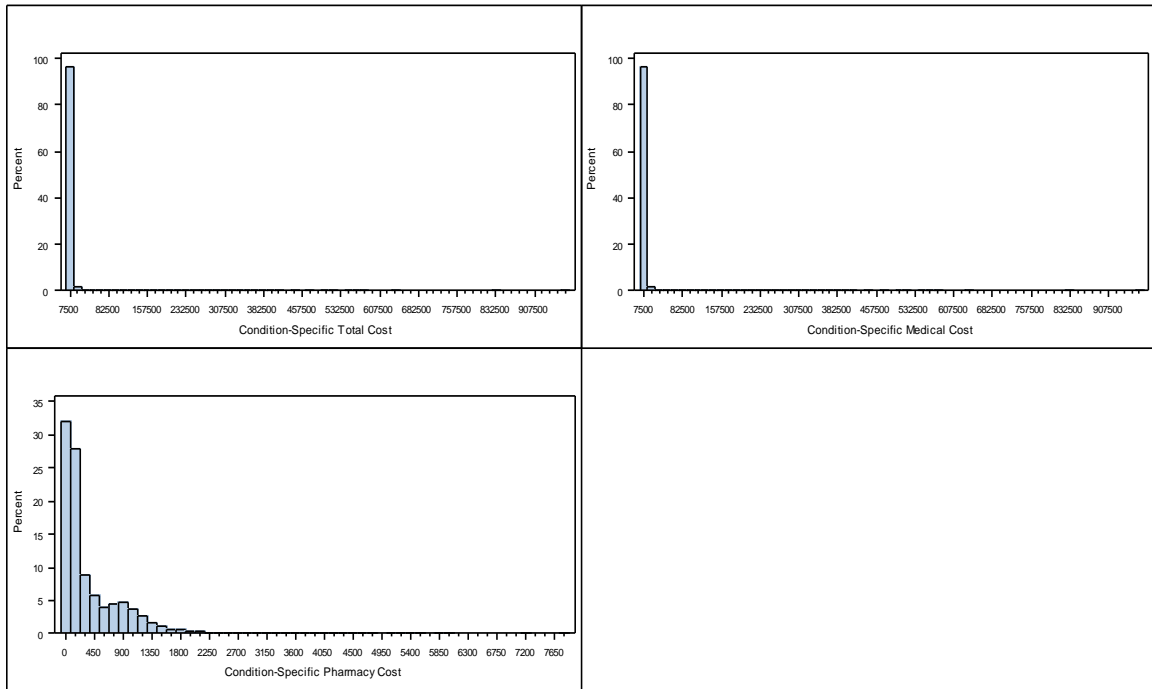 100
80
60
40
20
0
Percent
7500 82500 157500 232500 307500 382500 457500 532500 607500 682500 757500 832500 907500
Condition-Specific Total Cost
100
80
60
40
20
0
Percent
7500 82500 157500 232500 307500 382500 457500 532500 607500 682500 757500 832500 907500
Condition-Specific Medical Cost
35
30
25
20
15
10
5
0
Percent
0 450 900 1350 1800 2250 2700 3150 3600 4050 4500 4950 5400 5850 6300 6750 7200 7650
Condition-Specific Pharmacy Cost